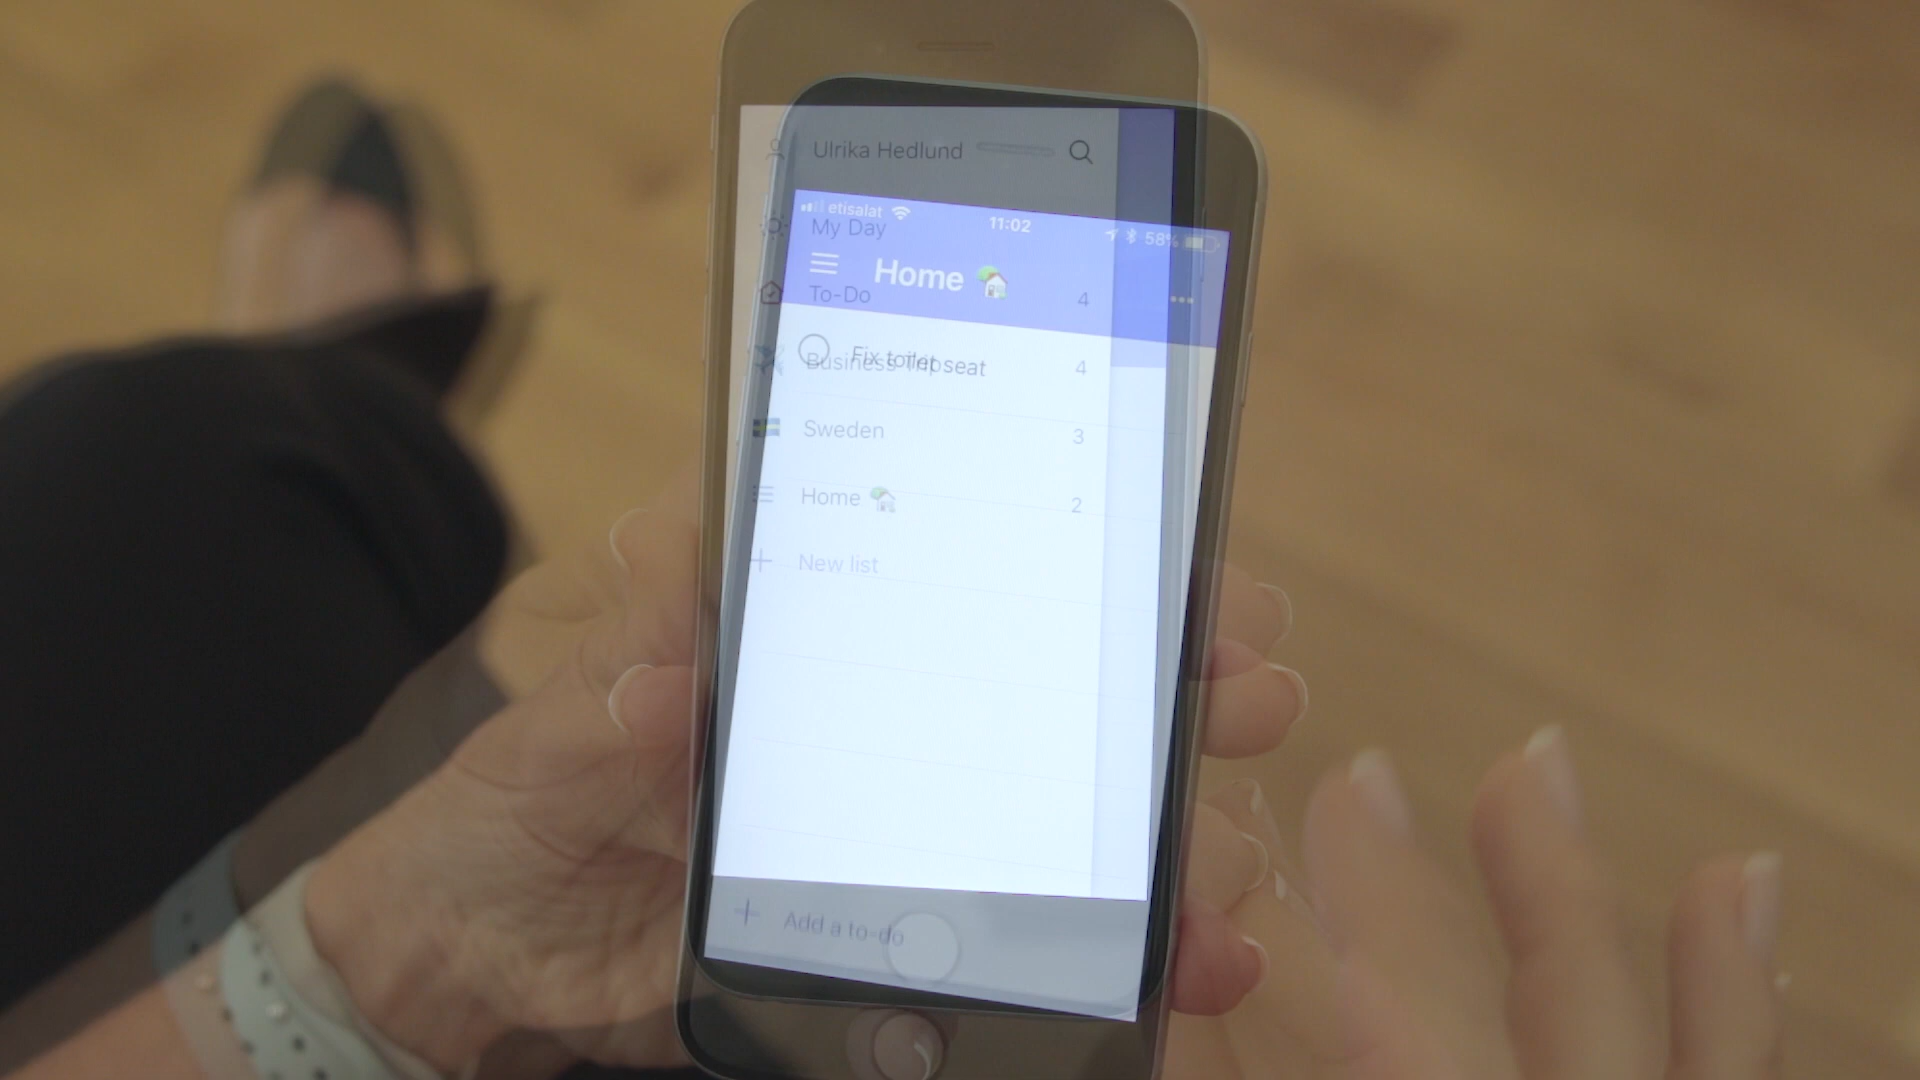 Ulrika Hedlund
etisalat 11:02 58%
My Day
Home
To-Do 4
Fix toilet seat
Business Trip 4
Sweden 3
Home 2
New list
Add a to-do